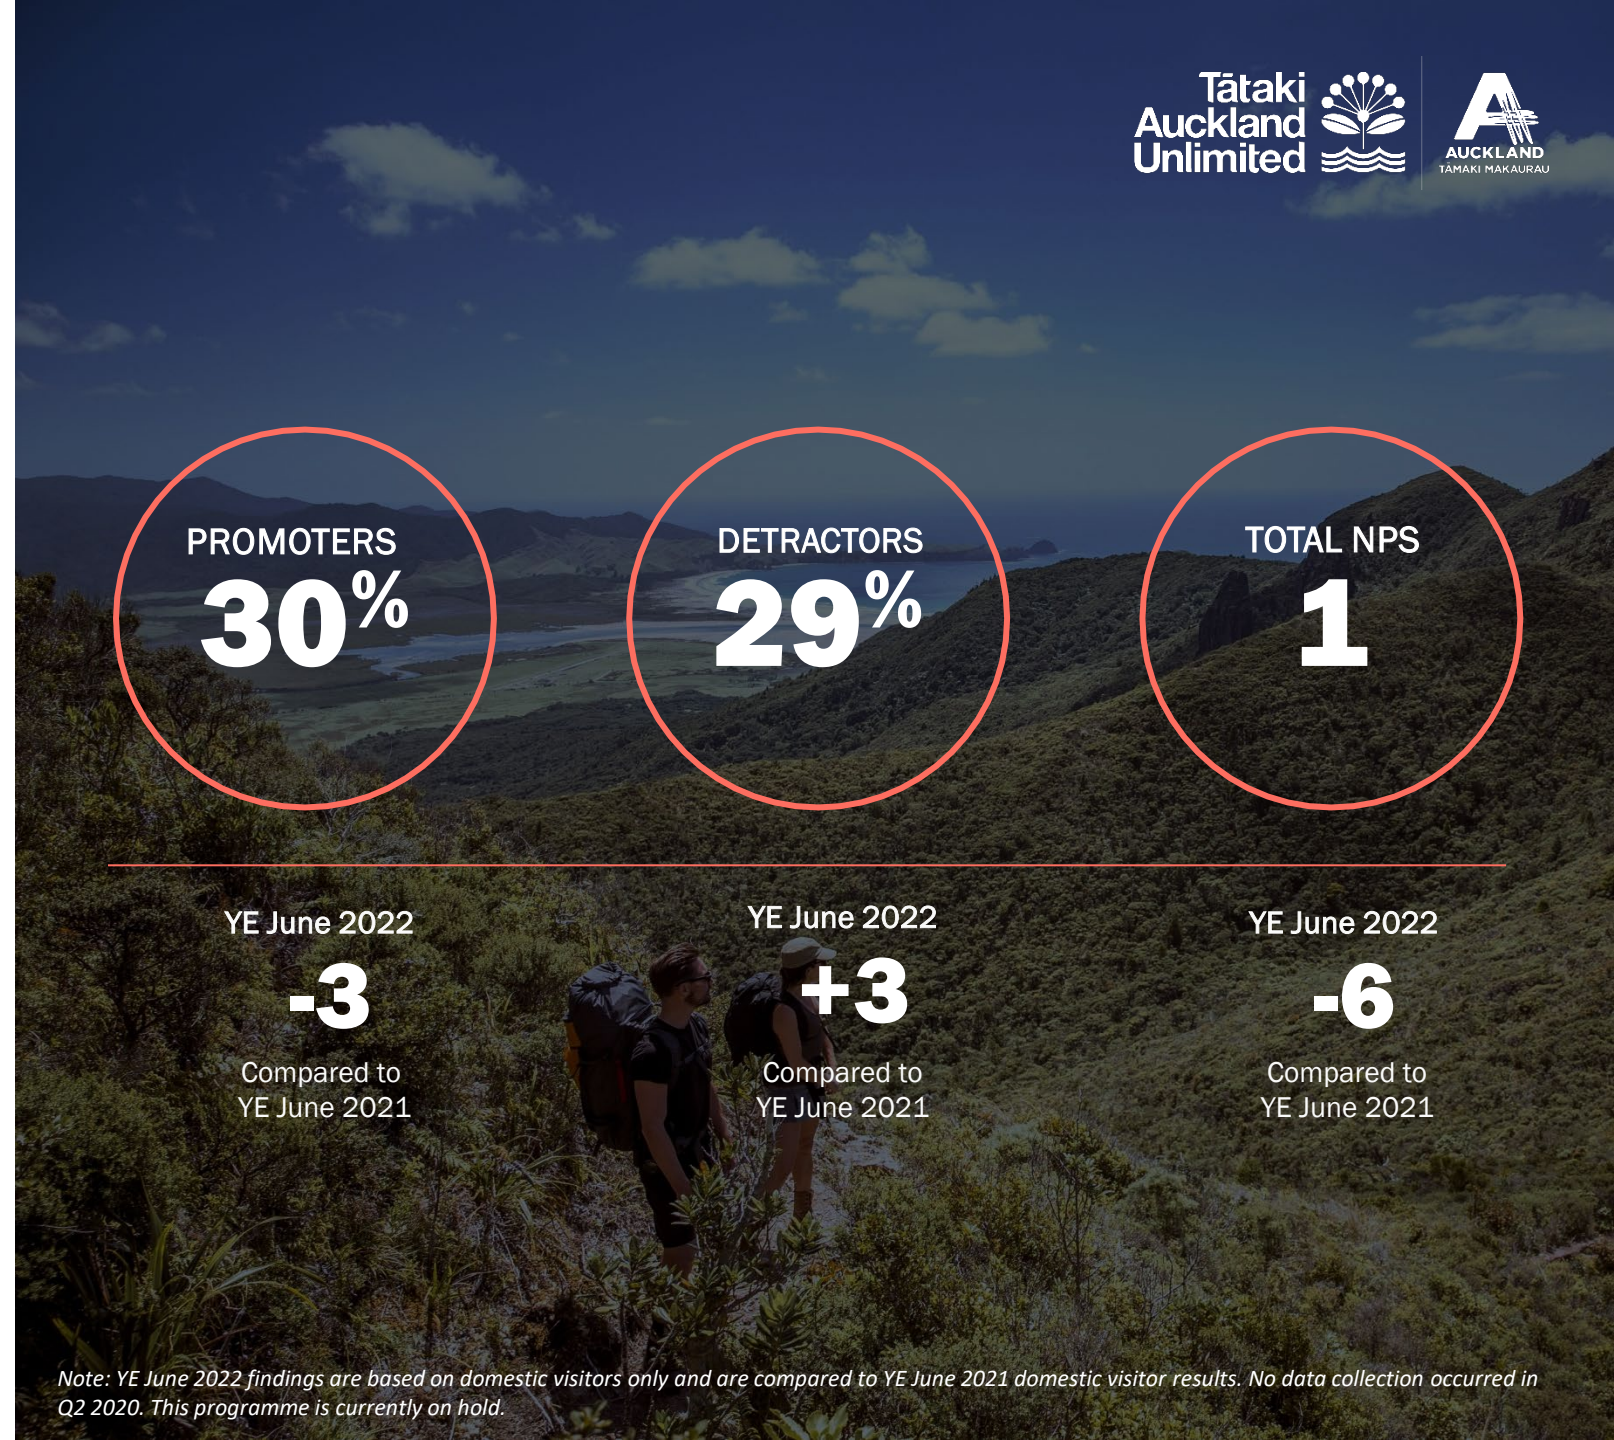 Tātaki
Auckland
Unlimited
AUCKLAND
TĀMAKI MAKAURAU
PROMOTERS
30%
DETRACTORS
29%
TOTAL NPS
1
YE June 2022
-3
Compared to
YE June 2021
YE June 2022
+3
Compared to
YE June 2021
YE June 2022
-6
Compared to
YE June 2021
Note: YE June 2022 findings are based on domestic visitors only and are compared to YE June 2021 domestic visitor results. No data collection occurred in
Q2 2020. This programme is currently on hold.